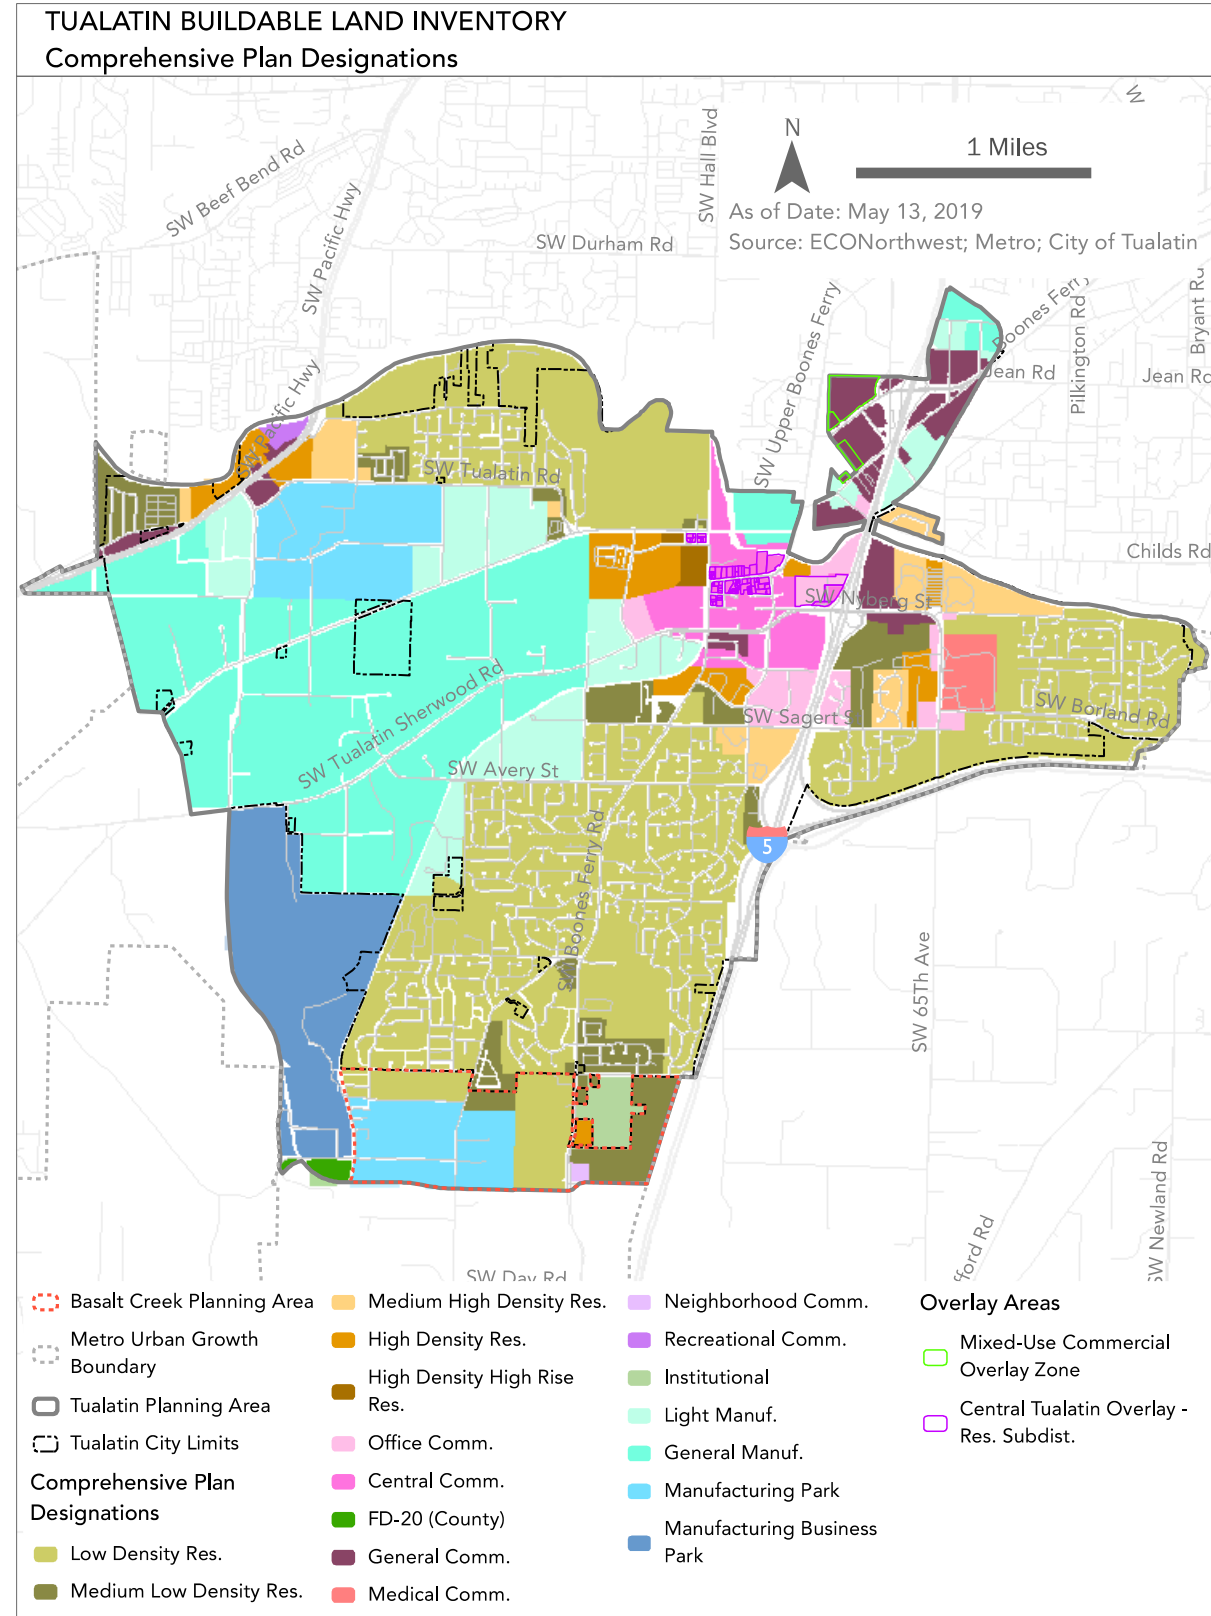 TUALATIN BUILDABLE LAND INVENTORY
Comprehensive Plan Designations
W
N
1 Miles
As of Date: May 13, 2019
Source: ECONorthwest; Metro; City of Tualatin
SW Hall Blvd
SW Beef Bend Rd
SW Pacific Hwy
SW Durham Rd
SW Upper Boones Ferry
Boones Ferry
Pilkington Rd
Bryant Rd
Jean Rd
Jean Rd
SW Pacific Hwy
SW Tualatin Rd
Childs Rd
SW Nyberg St
SW Tualatin Sherwood Rd
SW Sagert S
SW Borland Rd
SW Avery St
5
SW Boones Ferry Rd
SW 65Th Ave
SW Newland Rd
fford Rd
SW Day Rd
Basalt Creek Planning Area
Metro Urban Growth
Boundary
Tualatin Planning Area
Tualatin City Limits
Comprehensive Plan
Designations
Low Density Res.
Medium Low Density Res.
Medium High Density Res.
High Density Res.
High Density High Rise
Res.
Office Comm.
Central Comm.
FD-20 (County)
General Comm.
Medical Comm.
Neighborhood Comm.
Recreational Comm.
Institutional
Light Manuf.
General Manuf.
Manufacturing Park
Manufacturing Business
Park
Overlay Areas
Mixed-Use Commercial
Overlay Zone
Central Tualatin Overlay -
Res. Subdist.